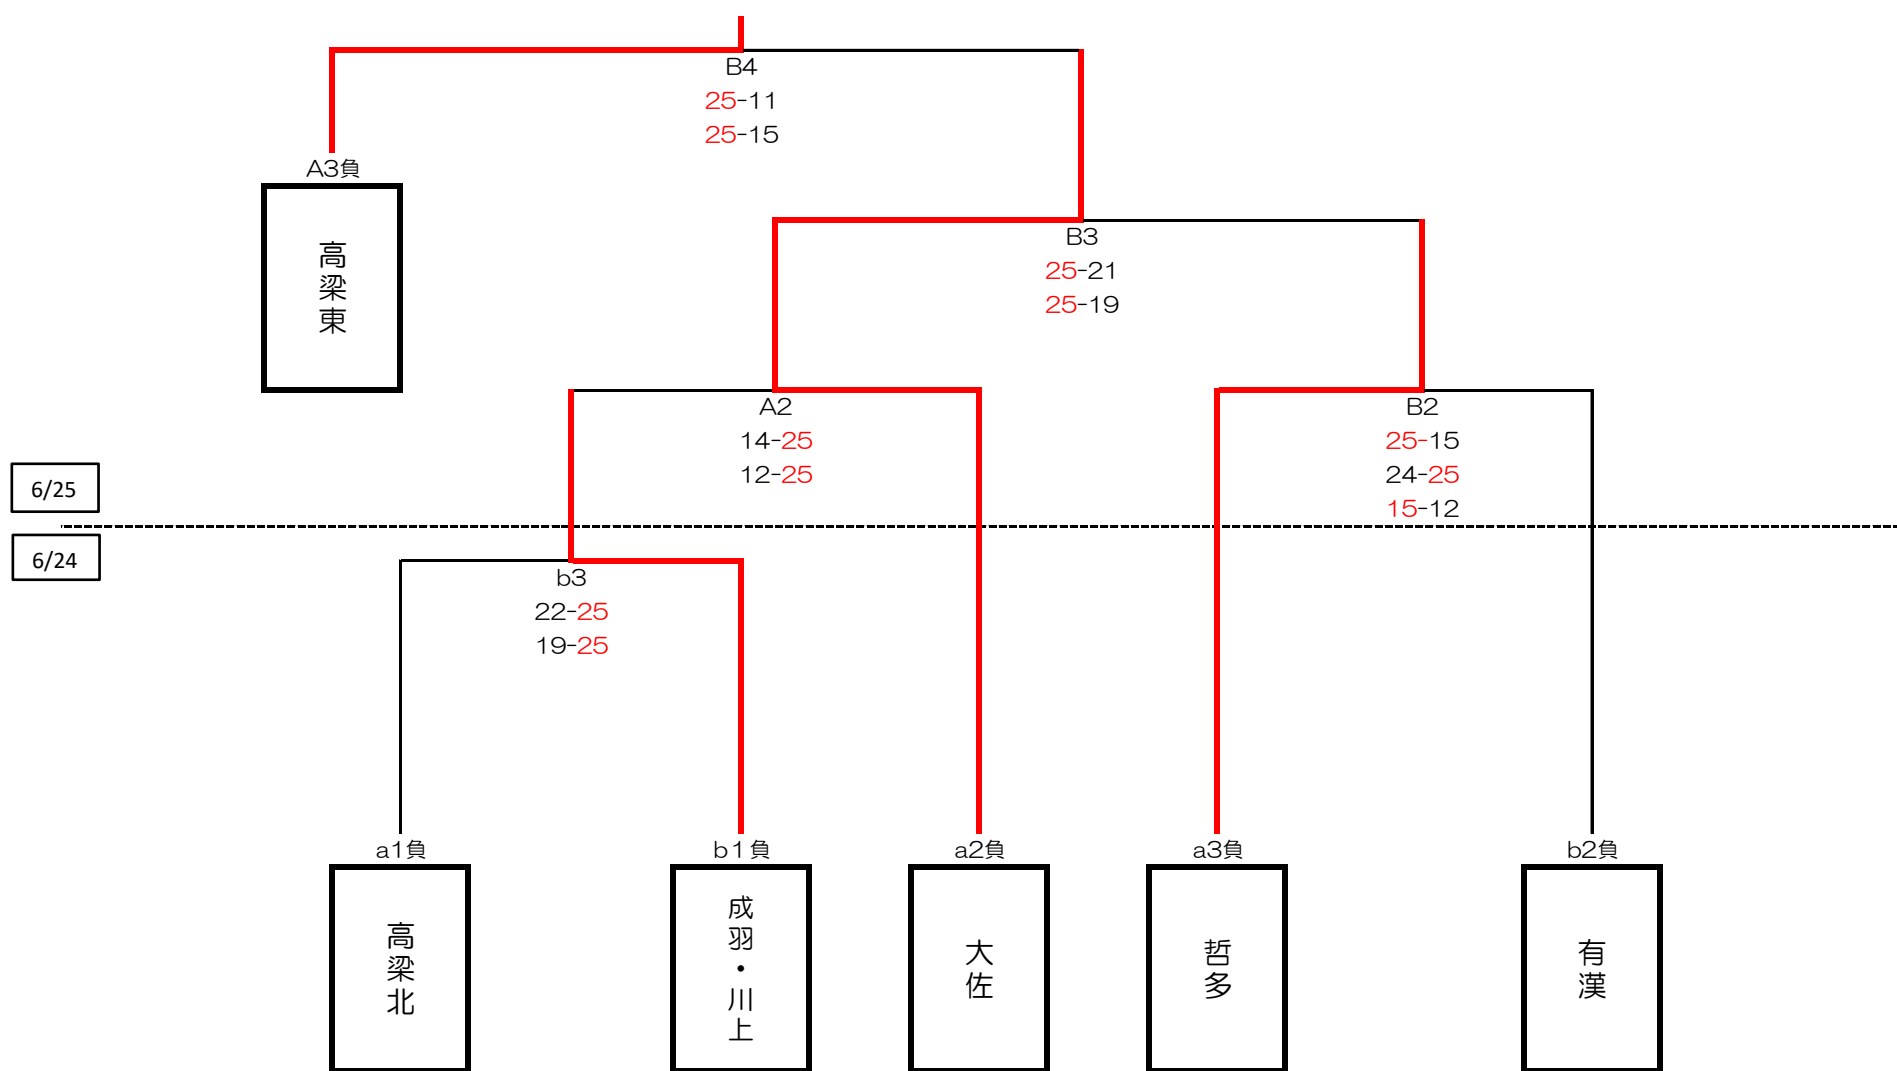 B4
25-11
25-15
A3負
高梁東
B3
25-21
25-19
A2
14-25
12-25
B2
25-15
24-25
15-12
6/25
6/24
b3
22-25
19-25
a1負
b1負
a2負
a3負
b2負
高梁北
成羽・川上
大佐
哲多
有漢